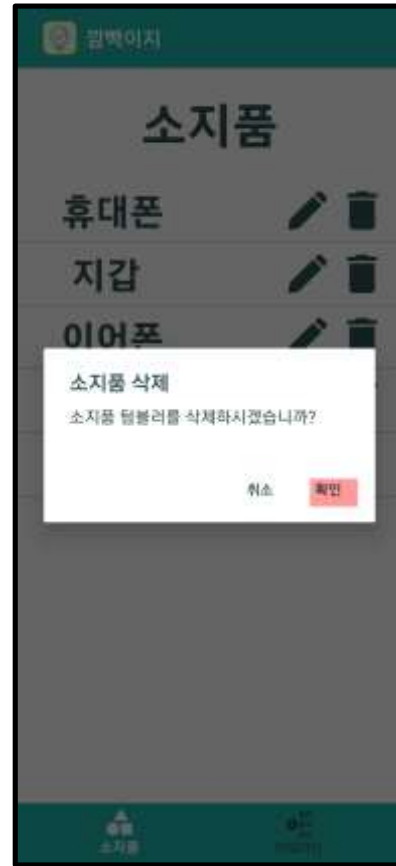 깜빡이지
소지품
휴대폰
지갑
이어폰
소지품 삭제
소지품 텀블러를 삭제하시겠습니까?
취소
확인
소지품